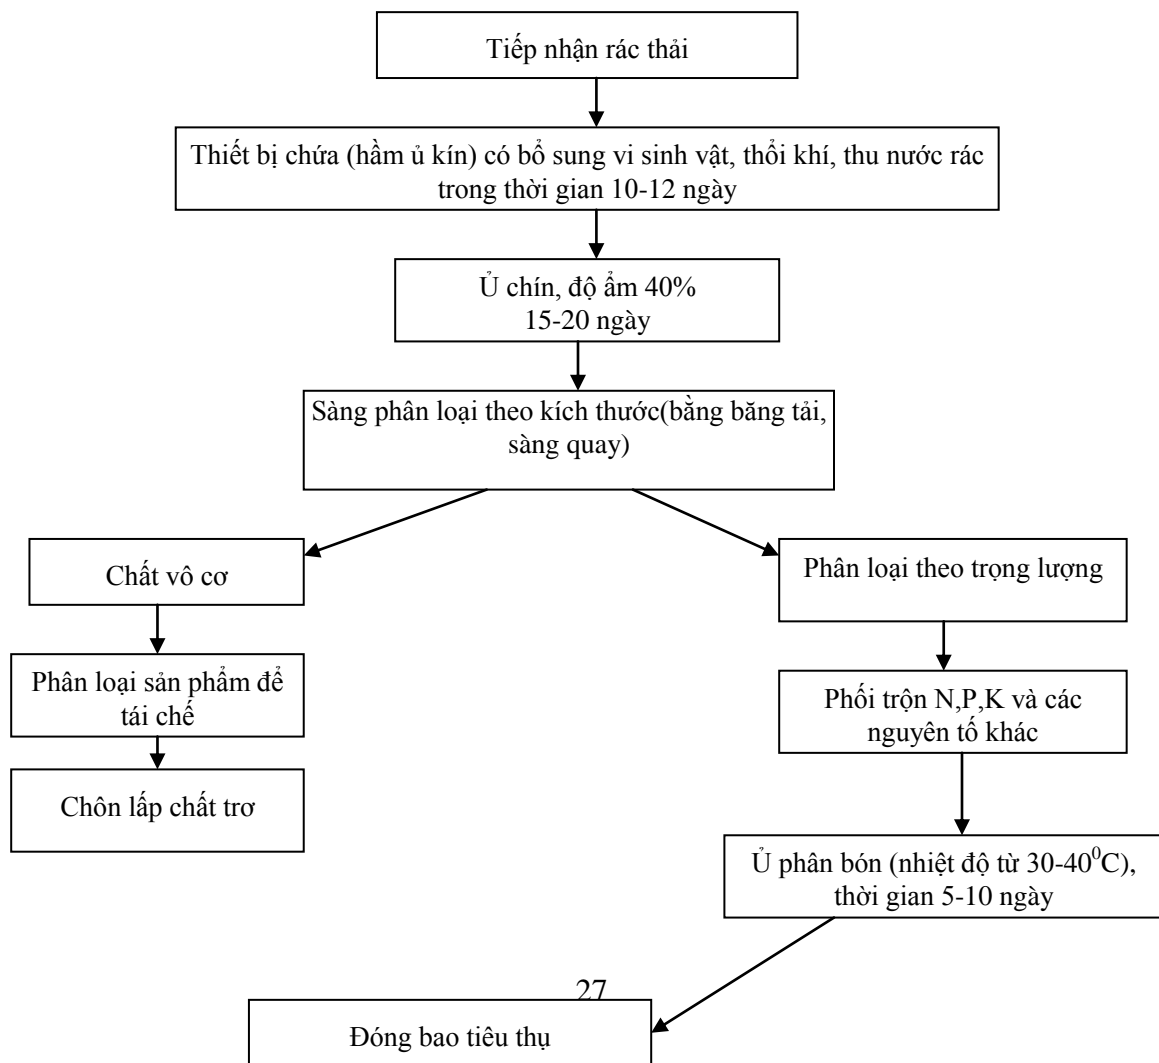 Tiếp nhận rác thải
Thiết bị chứa (hầm ủ kín) có bổ sung vi sinh vật, thổi khí, thu nước rác
trong thời gian 10-12 ngày
Ủ chín, độ ẩm 40%
15-20 ngày
Sàng phân loại theo kích thước(bằng băng tải,
sàng quay)
Chất vô cơ
Phân loại theo trọng lượng
Phân loại sản phẩm để
tái chế
Phối trộn N,P,K và các
nguyên tố khác
Chôn lấp chất trơ
Ủ phân bón (nhiệt độ từ 30-40⁰C),
thời gian 5-10 ngày
27
Đóng bao tiêu thụ